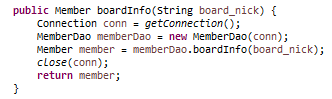 public Member boardInfo(String board_nick) {
    Connection conn = getConnection();
    MemberDao memberDao = new MemberDao(conn);
    Member member = memberDao.boardInfo(board_nick);
    close(conn);
    return member;
}